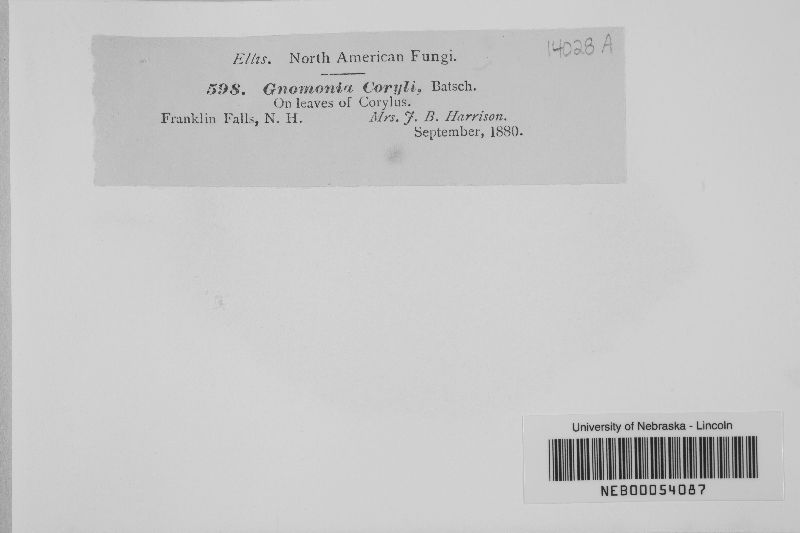 Ellis. North American Fungi.
14028 A
598. Gnomonia Coryli, Batsch.
On leaves of Corylus.
Franklin Falls, N. H. Mrs. J. B. Harrison.
September, 1880.
University of Nebraska - Lincoln
NEB00054087